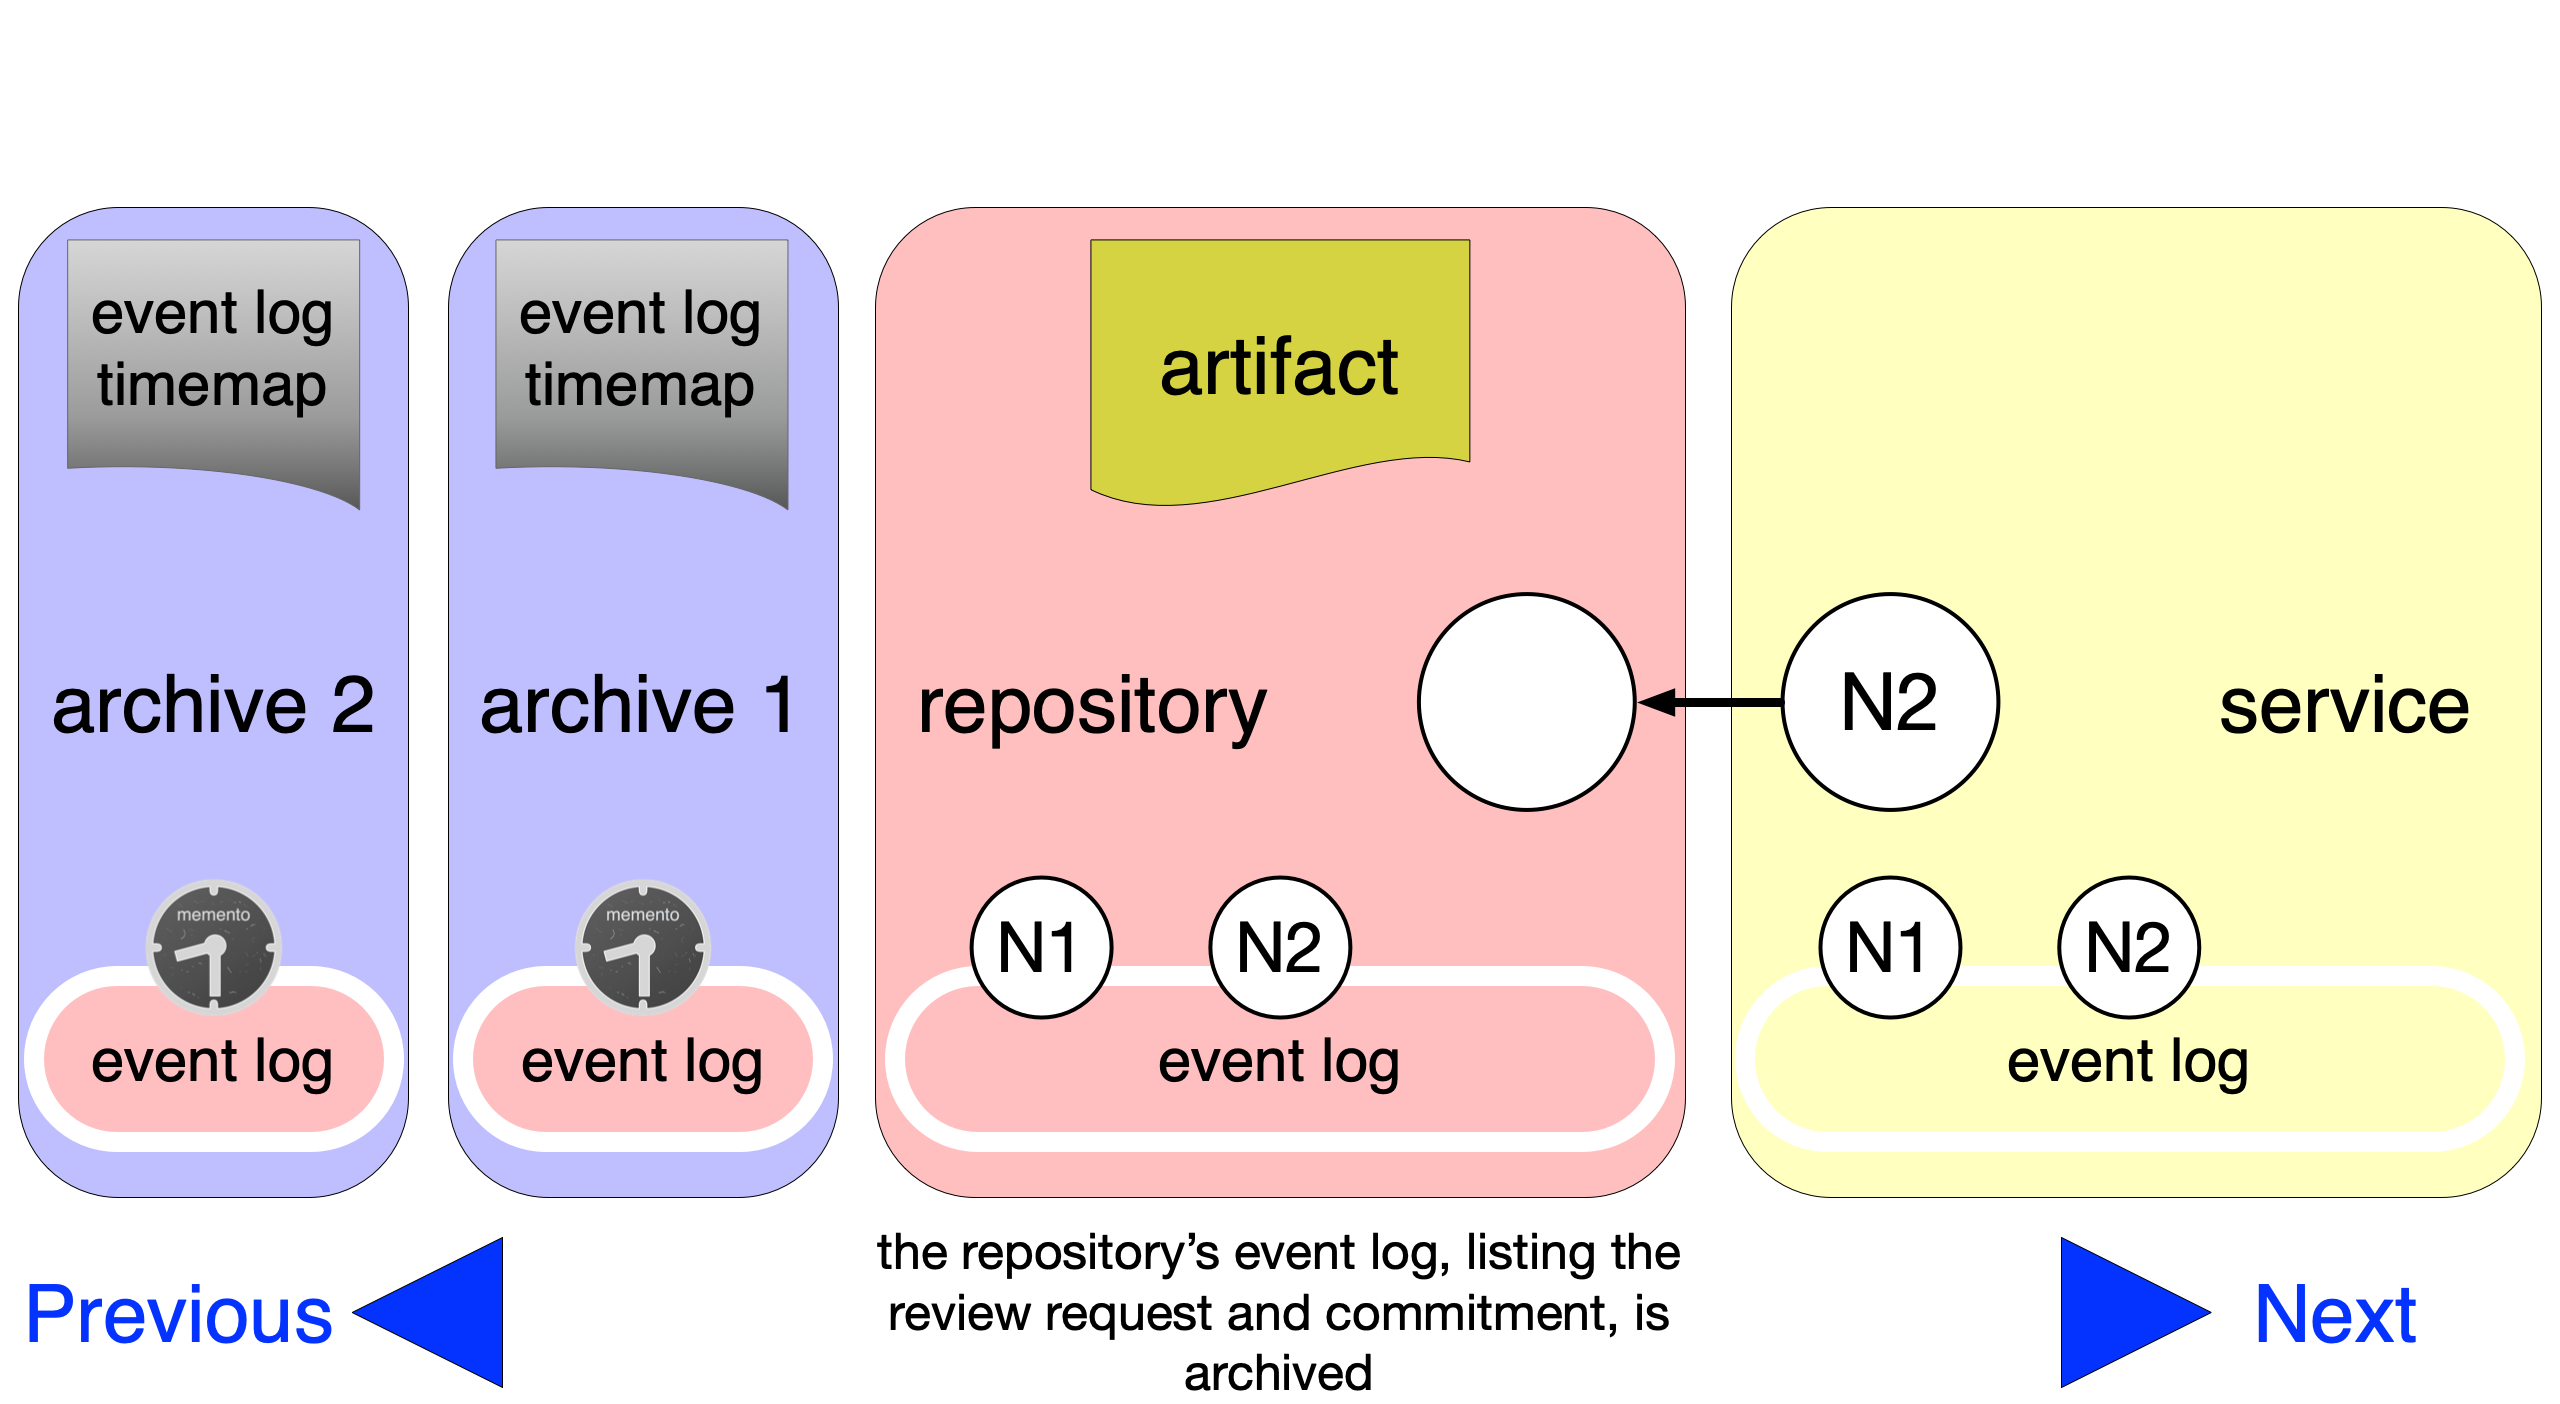 event log
timemap
event log
timemap
artifact
archive 2
archive 1
repository
N2
service
memento
memento
N1
N2
N1
N2
event log
event log
event log
event log
the repository’s event log, listing the
review request and commitment, is
archived
Previous
Next